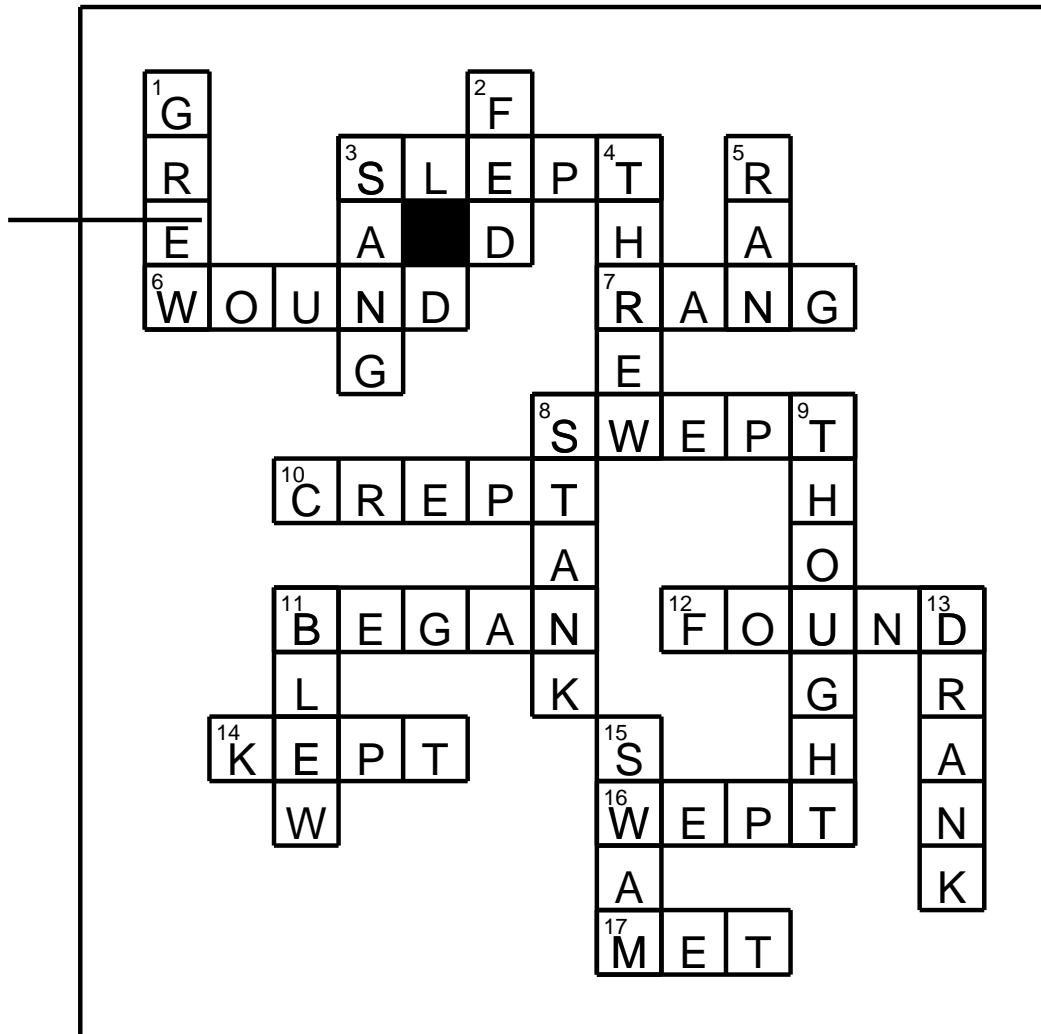 1 G 2 F
R 3 S L E P 4 T 5 R
E A D H A
6 W O U N D 7 R A N G
G E
8 S W E P 9 T
10 C R E P T H
A O
11 B E G A N 12 F O U N 13 D
L K G R
14 K E P T 15 S H A
W 16 W E P T N
A K
17 M E T